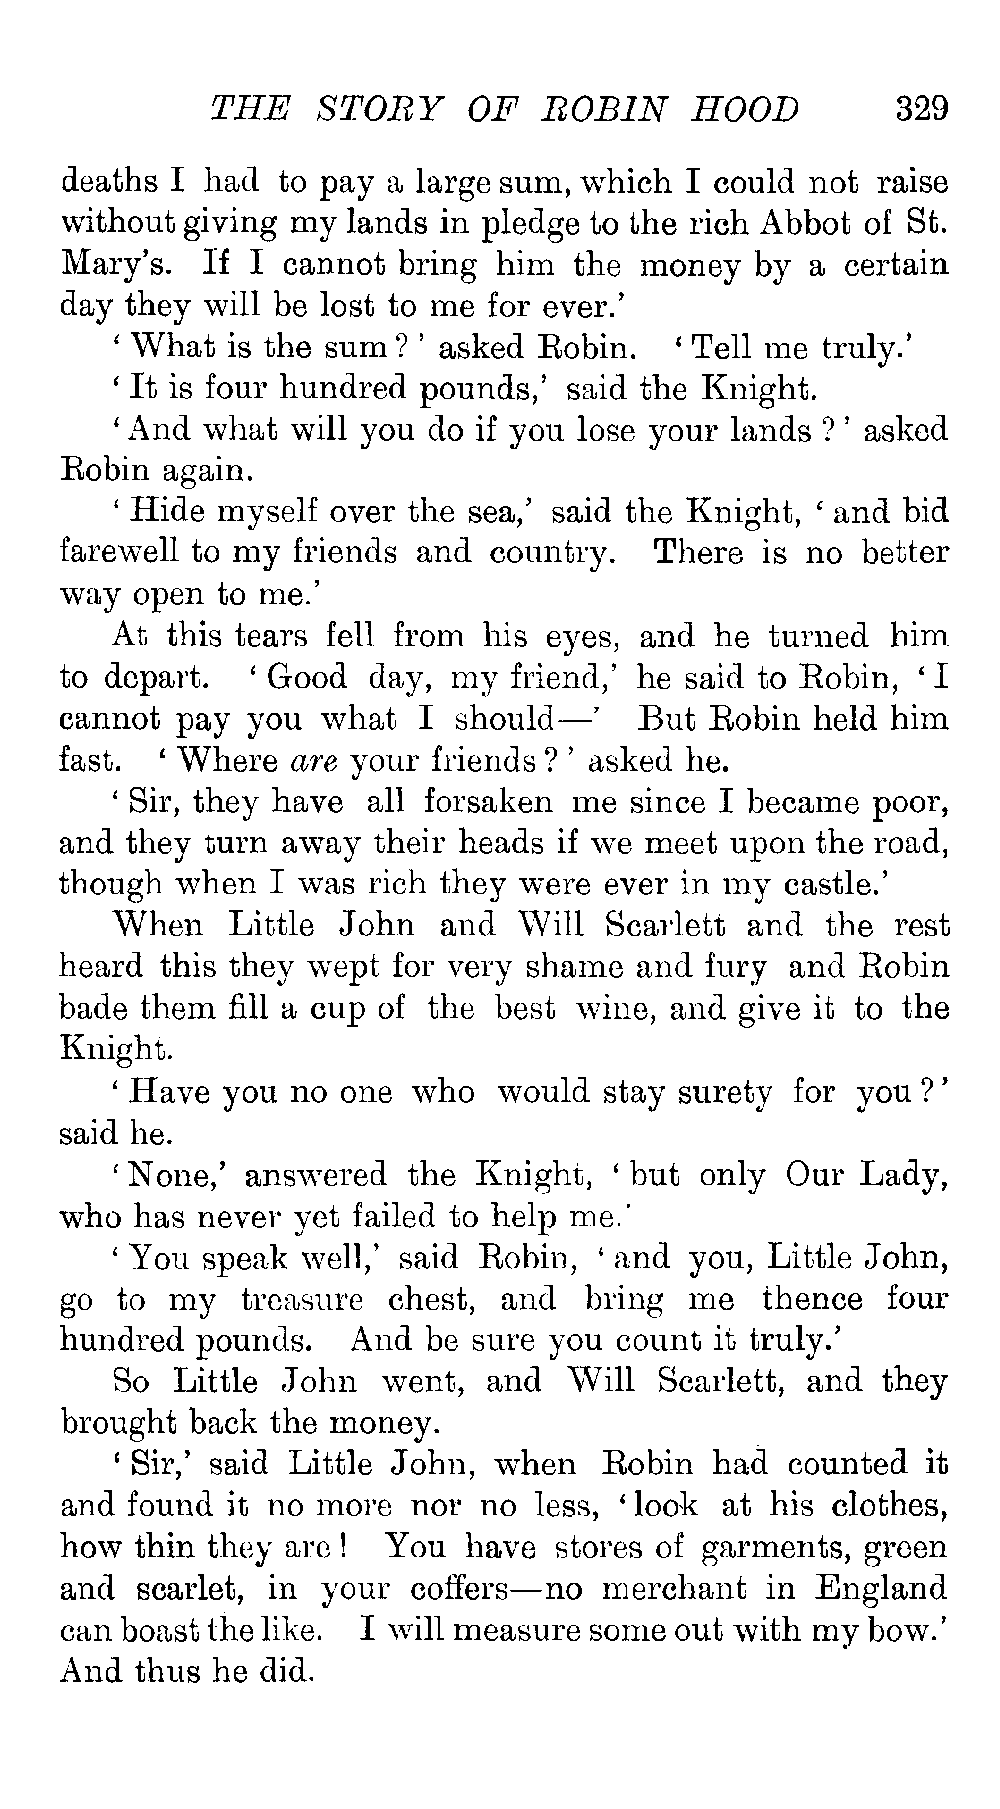 THE STORY OF ROBIN HOOD 329
deaths I had to pay a large sum, which I could not raise
without giving my lands in pledge to the rich Abbot of St.
Mary's. If I cannot bring him the money by a certain
day they will be lost to me for ever.'
' What is the sum ? ' asked Robin. ' Tell me truly.'
' It is four hundred pounds,' said the Knight.
' And what will you do if you lose your lands ? ' asked
Robin again.
' Hide myself over the sea,' said the Knight, ' and bid
farewell to my friends and country. There is no better
way open to me.'
At this tears fell from his eyes, and he turned him
to depart. ' Good day, my friend,' he said to Robin, ' I
cannot pay you what I should—' But Robin held him
fast. ' Where are your friends ? ' asked he.
' Sir, they have all forsaken me since I became poor,
and they turn away their heads if we meet upon the road,
though when I was rich they were ever in my castle.'
When Little John and Will Scarlett and the rest
heard this they wept for very shame and fury and Robin
bade them fill a cup of the best wine, and give it to the
Knight.
' Have you no one who would stay surety for you ? '
said he.
' None,' answered the Knight, ' but only Our Lady,
who has never yet failed to help me.'
' You speak well,' said Robin, ' and you, Little John,
go to my treasure chest, and bring me thence four
hundred pounds. And be sure you count it truly.'
So Little John went, and Will Scarlett, and they
brought back the money.
' Sir,' said Little John, when Robin had counted it
and found it no more nor no less, ' look at his clothes,
how thin they are ! You have stores of garments, green
and scarlet, in your coffers—no merchant in England
can boast the like. I will measure some out with my bow.'
And thus he did.